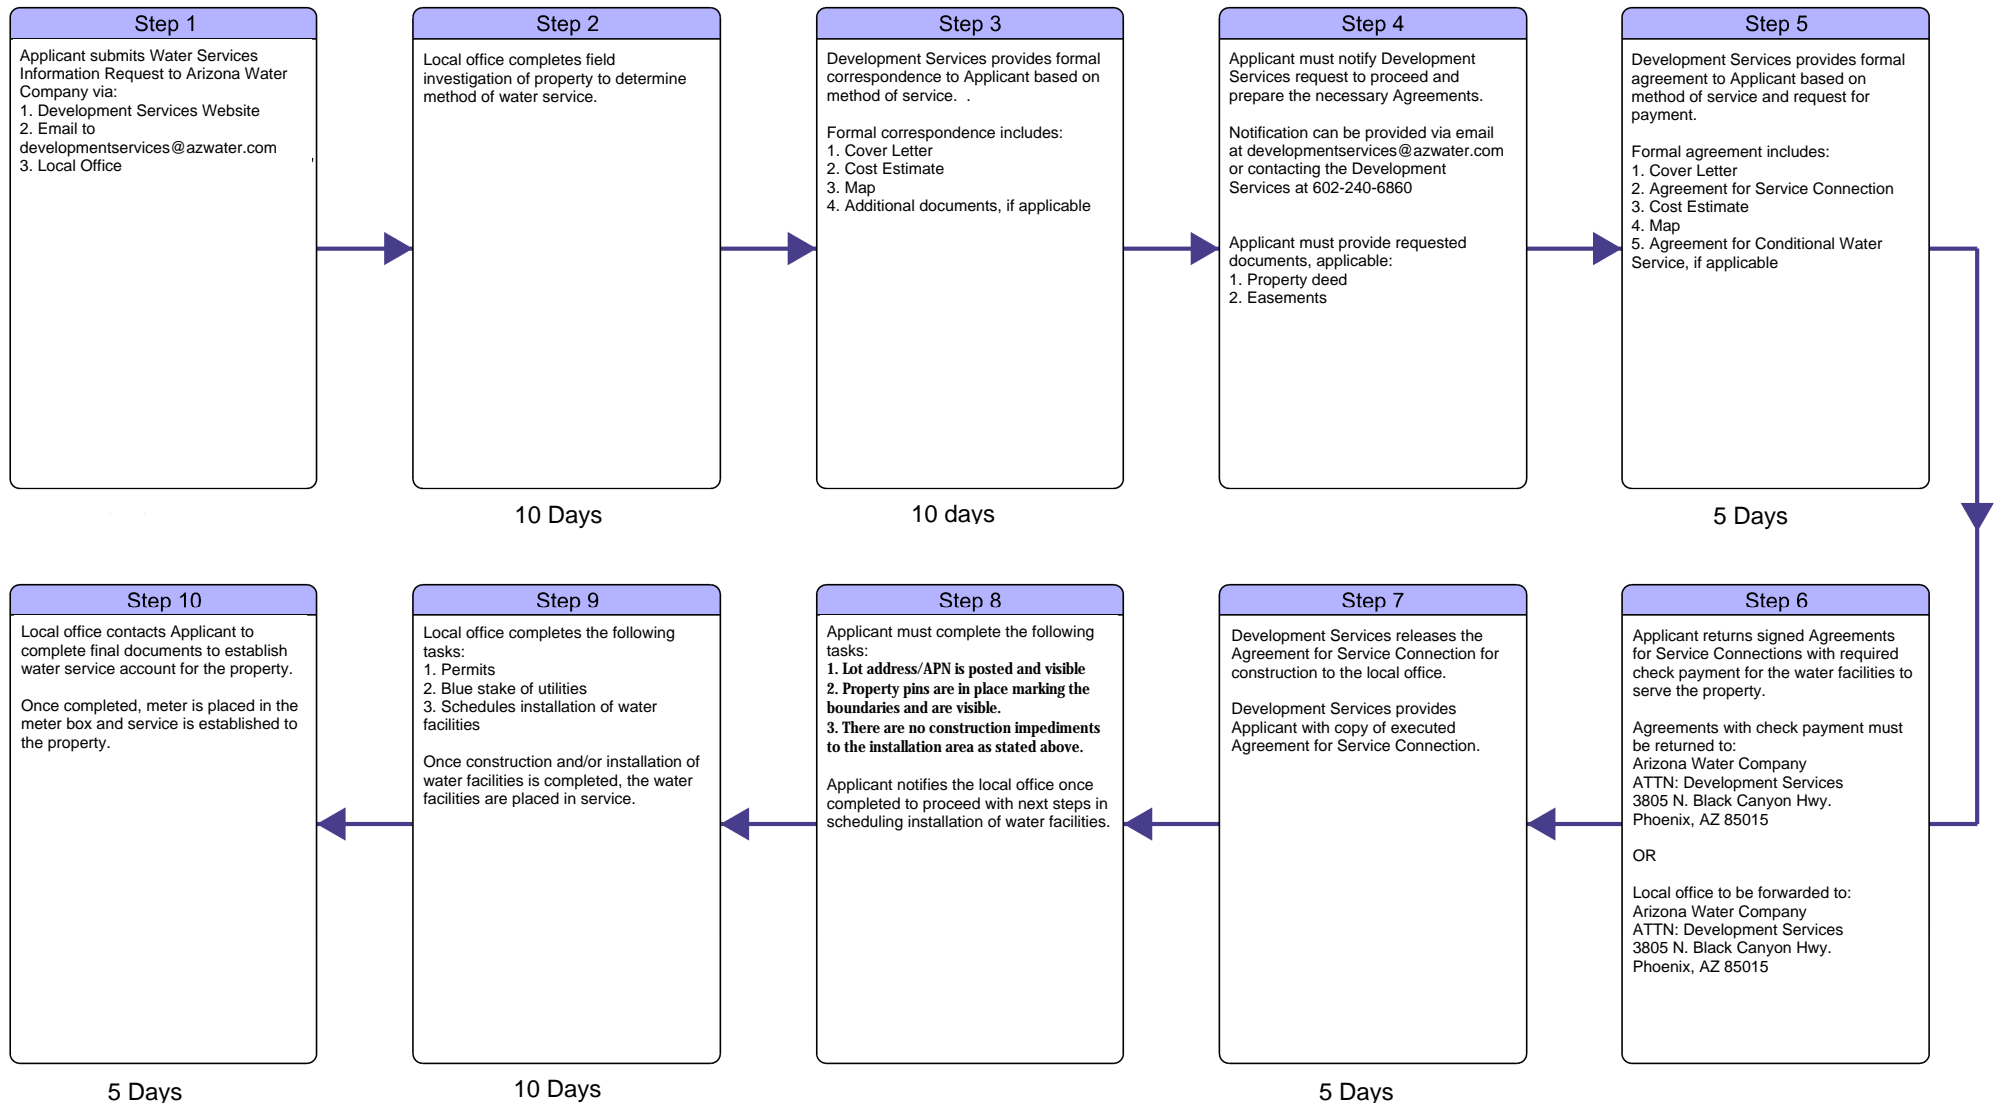 Step 1
Applicant submits Water Services
Information Request to Arizona Water
Company via:
1. Development Services Website
2. Email to
developmentservices@azwater.com
3. Local Office
Step 2
Local office completes field
investigation of property to determine
method of water service.
10 Days
Step 3
Development Services provides formal
correspondence to Applicant based on
method of service. .
Formal correspondence includes:
1. Cover Letter
2. Cost Estimate
3. Map
4. Additional documents, if applicable
10 days
Step 4
Applicant must notify Development
Services request to proceed and
prepare the necessary Agreements.
Notification can be provided via email
at developmentservices@azwater.com
or contacting the Development
Services at 602-240-6860
Applicant must provide requested
documents, applicable:
1. Property deed
2. Easements
Step 5
Development Services provides formal
agreement to Applicant based on
method of service and request for
payment.
Formal agreement includes:
1. Cover Letter
2. Agreement for Service Connection
3. Cost Estimate
4. Map
5. Agreement for Conditional Water
Service, if applicable
5 Days
Step 6
Applicant returns signed Agreements
for Service Connections with required
check payment for the water facilities to
serve the property.
Agreements with check payment must
be returned to:
Arizona Water Company
ATTN: Development Services
3805 N. Black Canyon Hwy.
Phoenix, AZ 85015
OR
Local office to be forwarded to:
Arizona Water Company
ATTN: Development Services
3805 N. Black Canyon Hwy.
Phoenix, AZ 85015
Step 7
Development Services releases the
Agreement for Service Connection for
construction to the local office.
Development Services provides
Applicant with copy of executed
Agreement for Service Connection.
5 Days
Step 8
Applicant must complete the following
tasks:
1. Lot address/APN is posted and visible
2. Property pins are in place marking the
boundaries and are visible.
3. There are no construction impediments
to the installation area as stated above.
Applicant notifies the local office once
completed to proceed with next steps in
scheduling installation of water facilities.
Step 9
Local office completes the following
tasks:
1. Permits
2. Blue stake of utilities
3. Schedules installation of water
facilities
Once construction and/or installation of
water facilities is completed, the water
facilities are placed in service.
10 Days
Step 10
Local office contacts Applicant to
complete final documents to establish
water service account for the property.
Once completed, meter is placed in the
meter box and service is established to
the property.
5 Days